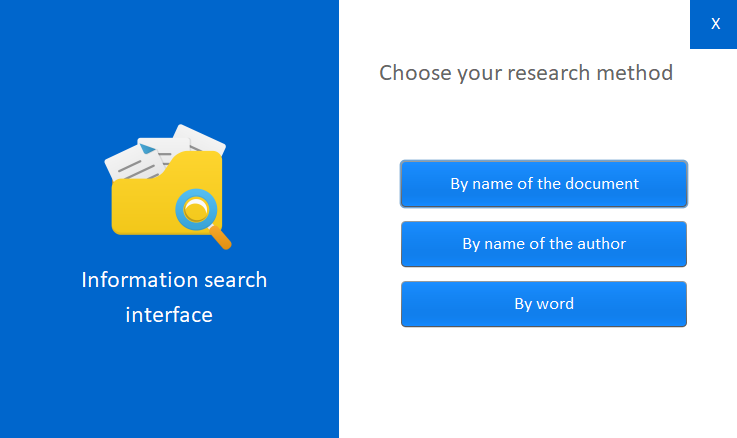 X
Choose your research method
By name of the document
By name of the author
By word
Information search
interface